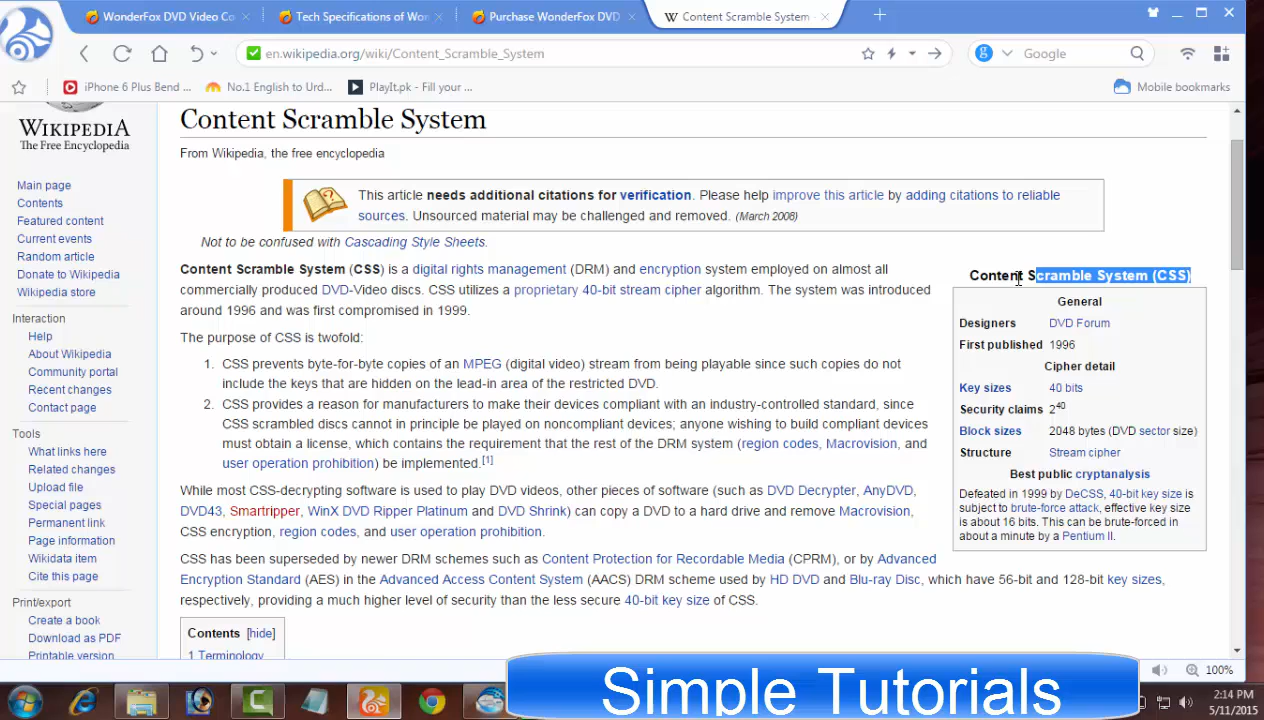 WonderFox DVD Video Co
Tech Specifications of Won
Purchase WonderFox DVD
W Content Scramble System
en.wikipedia.org/wiki/Content_Scramble_System
Google
iPhone 6 Plus Bend ...
No.1 English to Urd...
PlayIt.pk - Fill your ...
Mobile bookmarks
WIKIPEDIA
The Free Encyclopedia
Main page
Contents
Featured content
Current events
Random article
Donate to Wikipedia
Wikipedia store
Interaction
Help
About Wikipedia
Community portal
Recent changes
Contact page
Tools
What links here
Related changes
Upload file
Special pages
Permanent link
Page information
Wikidata item
Cite this page
Print/export
Create a book
Download as PDF
Printable version
Content Scramble System
From Wikipedia, the free encyclopedia
This article needs additional citations for verification. Please help improve this article by adding citations to reliable
sources. Unsourced material may be challenged and removed. (March 2008)
Not to be confused with Cascading Style Sheets.
Content Scramble System (CSS) is a digital rights management (DRM) and encryption system employed on almost all
commercially produced DVD-Video discs. CSS utilizes a proprietary 40-bit stream cipher algorithm. The system was introduced
around 1996 and was first compromised in 1999.
The purpose of CSS is twofold:
1. CSS prevents byte-for-byte copies of an MPEG (digital video) stream from being playable since such copies do not
include the keys that are hidden on the lead-in area of the restricted DVD.
2. CSS provides a reason for manufacturers to make their devices compliant with an industry-controlled standard, since
CSS scrambled discs cannot in principle be played on noncompliant devices; anyone wishing to build compliant devices
must obtain a license, which contains the requirement that the rest of the DRM system (region codes, Macrovision, and
user operation prohibition) be implemented.[1]
While most CSS-decrypting software is used to play DVD videos, other pieces of software (such as DVD Decrypter, AnyDVD,
DVD43, Smartripper, WinX DVD Ripper Platinum and DVD Shrink) can copy a DVD to a hard drive and remove Macrovision,
CSS encryption, region codes, and user operation prohibition.
CSS has been superseded by newer DRM schemes such as Content Protection for Recordable Media (CPRM), or by Advanced
Encryption Standard (AES) in the Advanced Access Content System (AACS) DRM scheme used by HD DVD and Blu-ray Disc, which have 56-bit and 128-bit key sizes,
respectively, providing a much higher level of security than the less secure 40-bit key size of CSS.
Contents [hide]
1 Terminology
Content Scramble System (CSS)
General
Designers DVD Forum
First published 1996
Cipher detail
Key sizes 40 bits
Security claims 2^40
Block sizes 2048 bytes (DVD sector size)
Structure Stream cipher
Best public cryptanalysis
Defeated in 1999 by DeCSS, 40-bit key size is
subject to brute-force attack, effective key size
is about 16 bits. This can be brute-forced in
about a minute by a Pentium II.
100%
Simple Tutorials
2:14 PM
5/11/2015